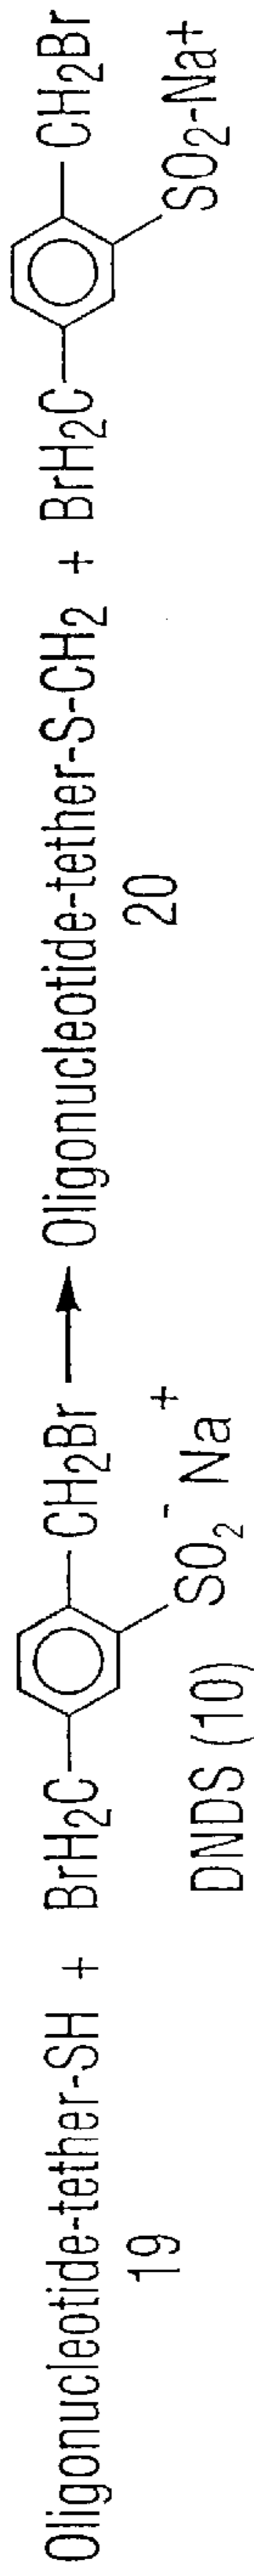 Oligonucleotide-tether-SH + BrH₂C CH₂Br → Oligonucleotide-tether-S-CH₂ + BrH₂C CH₂Br
SO₂⁻ Na⁺ SO₂-Na+
19 DNDS (10) 20